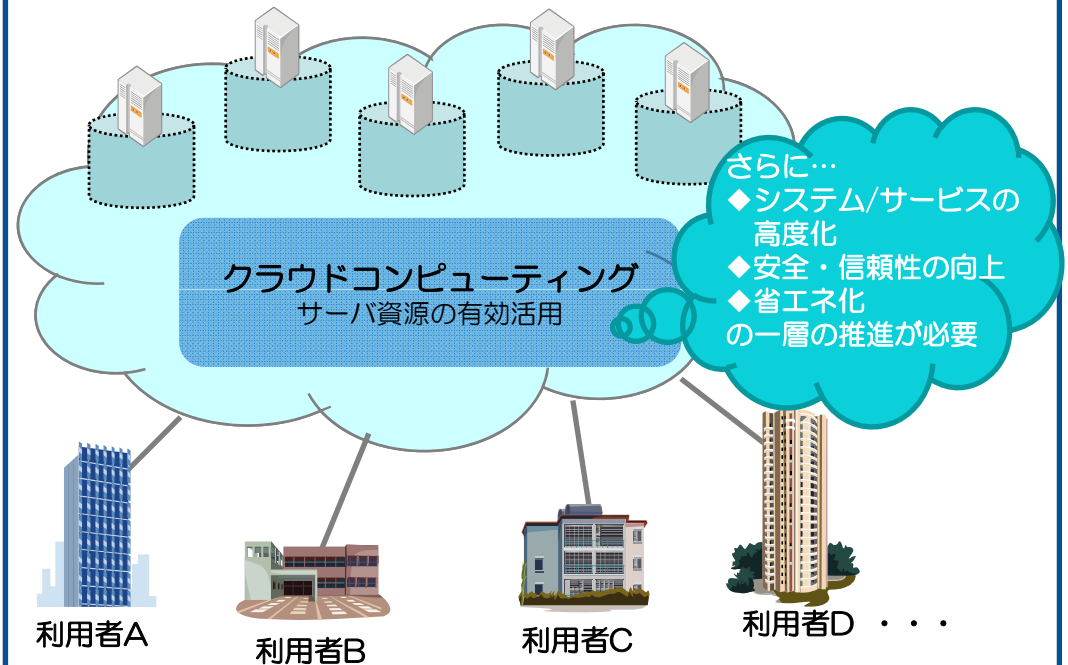 さらに…
◆システム/サービスの
高度化
◆安全・信頼性の向上
◆省エネ化
の一層の推進が必要
クラウドコンピューティング
サーバ資源の有効活用
利用者A
利用者B
利用者C
利用者D ・・・